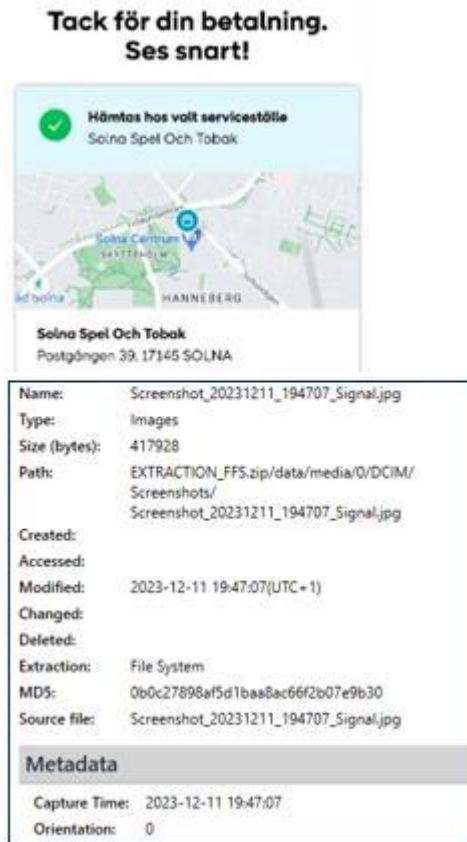 Tack för din betalning.
Ses snart!
Hämtas hos valt serviceställe
Solna Spel Och Tobak
Solna Centrum
SKYTTEHOLM
HANNEBERG
Solna Spel Och Tobak
Postgången 39, 17145 SOLNA
Name: Screenshot_20231211_194707_Signal.jpg
Type: Images
Size (bytes): 417928
Path: EXTRACTION_FFS.zip/data/media/0/DCIM/
Screenshots/
Screenshot_20231211_194707_Signal.jpg
Created:
Accessed:
Modified: 2023-12-11 19:47:07(UTC+1)
Changed:
Deleted:
Extraction: File System
MD5: 0b0c27898af5d1baa8ac66f2b07e9b30
Source file: Screenshot_20231211_194707_Signal.jpg
Metadata
Capture Time: 2023-12-11 19:47:07
Orientation: 0